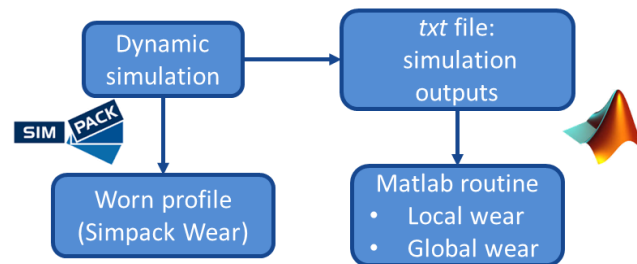 Dynamic
simulation
txt file:
simulation
outputs
SIM
PACK
Worn profile
(Simpack Wear)
Matlab routine
• Local wear
• Global wear